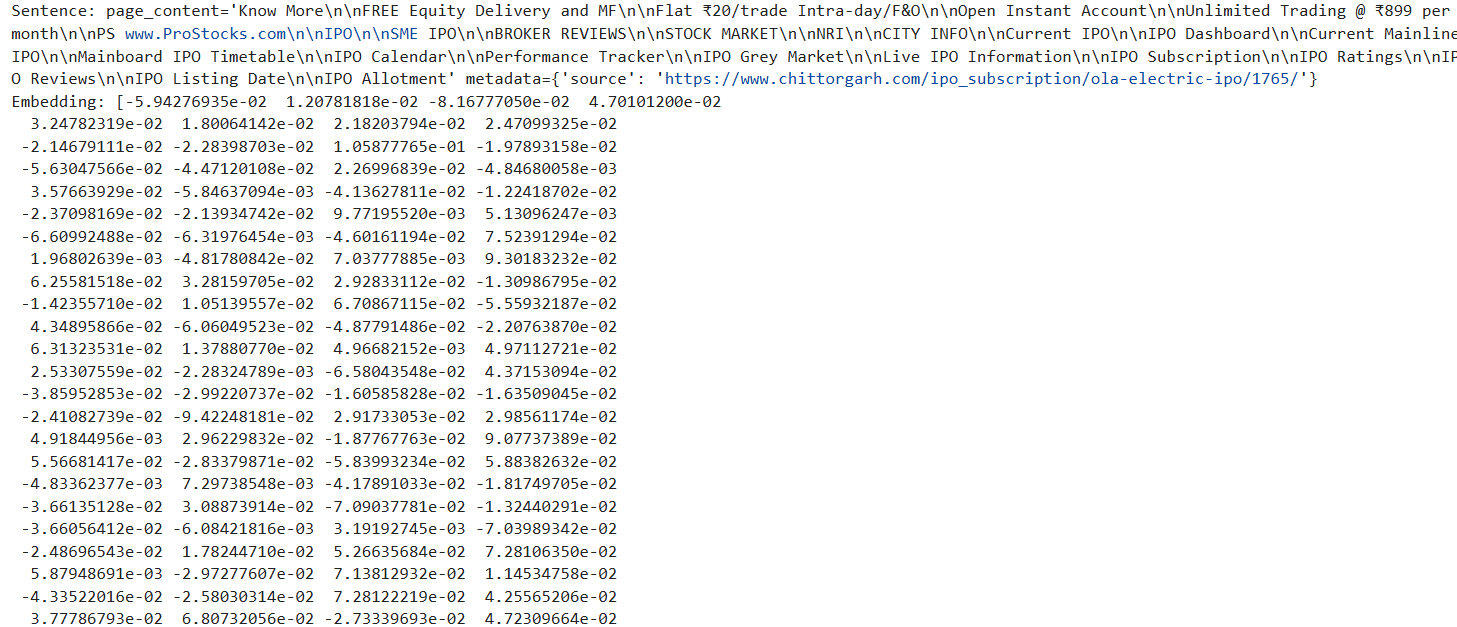 Sentence: page_content='Know More\n\nFREE Equity Delivery and MF\n\nFlat ₹20/trade Intra-day/F&O\n\nOpen Instant Account\n\nUnlimited Trading @ ₹899 per
month\n\nPS www.ProStocks.com\n\nIPO\n\nSME IPO\n\nBROKER REVIEWS\n\nSTOCK MARKET\n\nNRI\n\nCITY INFO\n\nCurrent IPO\n\nIPO Dashboard\n\nCurrent Mainline
IPO\n\nMainboard IPO Timetable\n\nIPO Calendar\n\nPerformance Tracker\n\nIPO Grey Market\n\nLive IPO Information\n\nIPO Subscription\n\nIPO Ratings\n\nIP
O Reviews\n\nIPO Listing Date\n\nIPO Allotment' metadata={'source': 'https://www.chittorgarh.com/ipo_subscription/ola-electric-ipo/1765/'}
Embedding: [-5.94276935e-02 1.20781818e-02 -8.16777050e-02 4.70101200e-02
3.24782319e-02 1.80064142e-02 2.18203794e-02 2.47099325e-02
-2.14679111e-02 -2.28398703e-02 1.05877765e-01 -1.97893158e-02
-5.63047566e-02 -4.47120108e-02 2.26996839e-02 -4.84680058e-03
3.57663929e-02 -5.84637094e-03 -4.13627811e-02 -1.22418702e-02
-2.37098169e-02 -2.13934742e-02 9.77195520e-03 5.13096247e-03
-6.60992488e-02 -6.31976454e-03 -4.60161194e-02 7.52391294e-02
1.96802639e-03 -4.81780842e-02 7.03777885e-03 9.30183232e-02
6.25581518e-02 3.28159705e-02 2.92833112e-02 -1.30986795e-02
-1.42355710e-02 1.05139557e-02 6.70867115e-02 -5.55932187e-02
4.34895866e-02 -6.06049523e-02 -4.87791486e-02 -2.20763870e-02
6.31323531e-02 1.37880770e-02 4.96682152e-03 4.97112721e-02
2.53307559e-02 -2.28324789e-03 -6.58043548e-02 4.37153094e-02
-3.85952853e-02 -2.99220737e-02 -1.60585828e-02 -1.63509045e-02
-2.41082739e-02 -9.42248181e-02 2.91733053e-02 2.98561174e-02
4.91844956e-03 2.96229832e-02 -1.87767763e-02 9.07737389e-02
5.56681417e-02 -2.83379871e-02 -5.83993234e-02 5.88382632e-02
-4.83362377e-03 7.29738548e-03 -4.17891033e-02 -1.81749705e-02
-3.66135128e-02 3.08873914e-02 -7.09037781e-02 -1.32440291e-02
-3.66056412e-02 -6.08421816e-03 3.19192745e-03 -7.03989342e-02
-2.48696543e-02 1.78244710e-02 5.26635684e-02 7.28106350e-02
5.87948691e-03 -2.97277607e-02 7.13812932e-02 1.14534758e-02
-4.33522016e-02 -2.58030314e-02 7.28122219e-02 4.25565206e-02
3.77786793e-02 6.80732056e-02 -2.73339693e-02 4.72309664e-02